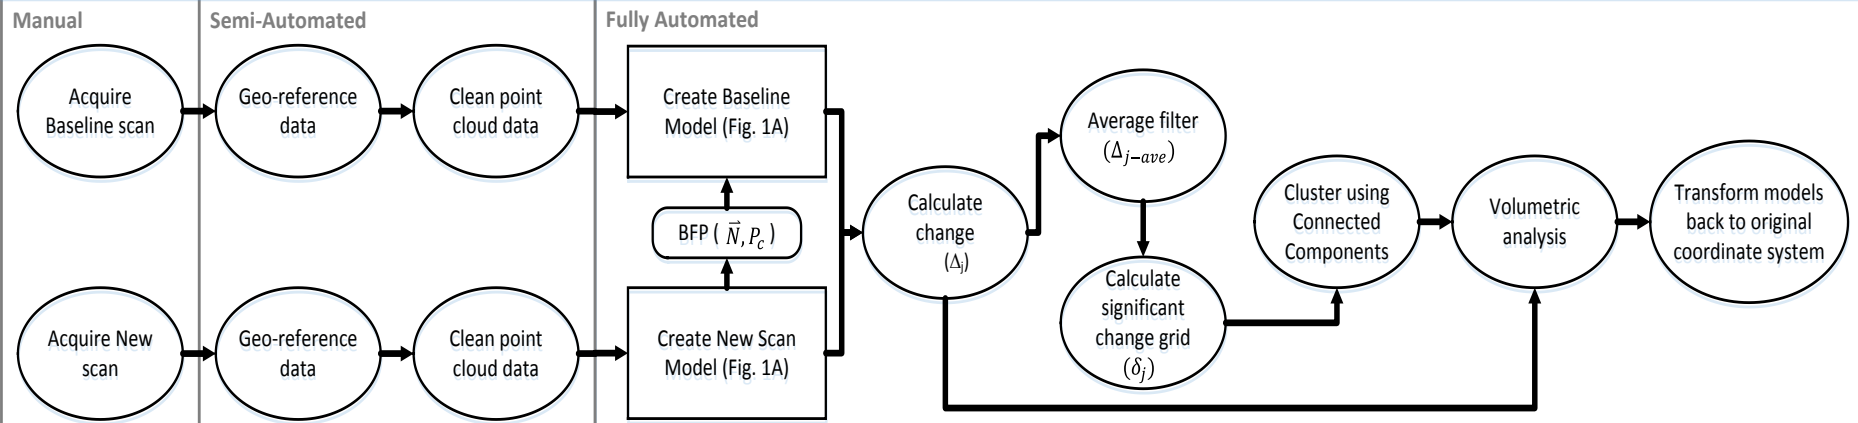 Manual
Semi-Automated
Fully Automated
Acquire
Baseline scan
Geo-reference
data
Clean point
cloud data
Create Baseline
Model (Fig. 1A)
BFP ( N⃗, P_c )
Acquire New
scan
Geo-reference
data
Clean point
cloud data
Create New Scan
Model (Fig. 1A)
Calculate
change
(Δ_j)
Average filter
(Δ_{j-ave})
Calculate
significant
change grid
(δ_j)
Cluster using
Connected
Components
Volumetric
analysis
Transform models
back to original
coordinate system